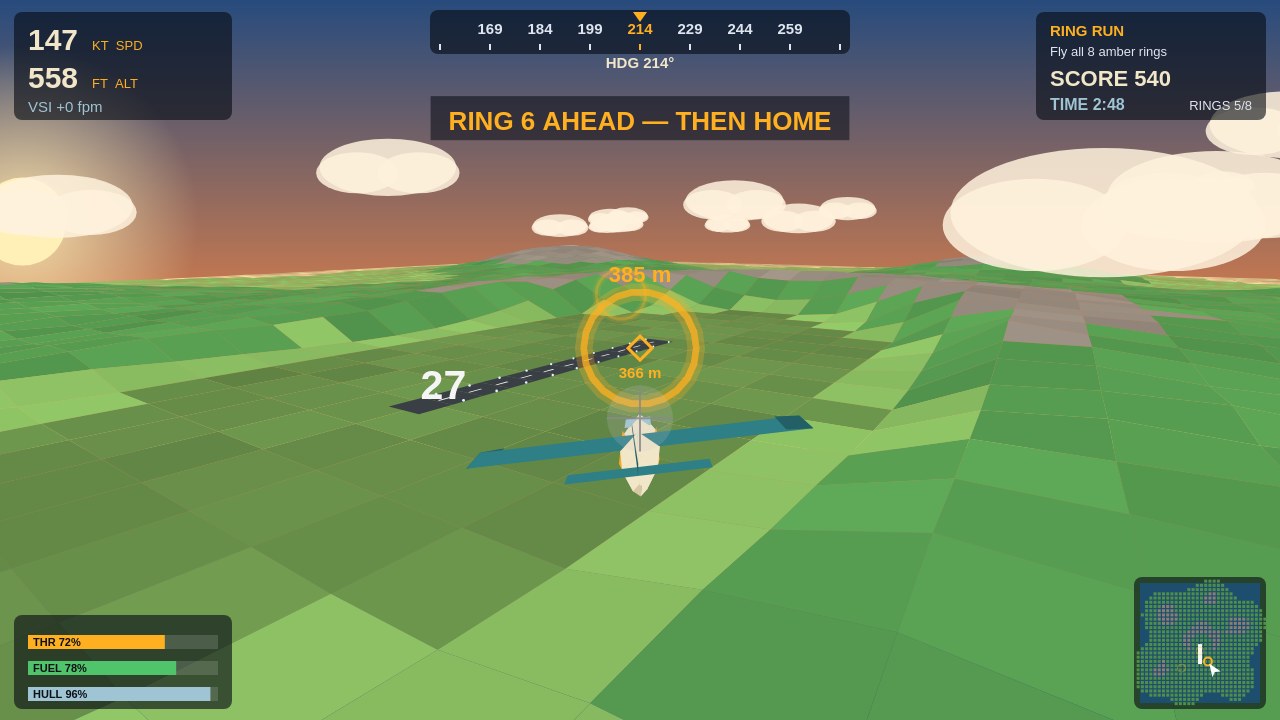 147 KT SPD
558 FT ALT
VSI +0 fpm
169 184 199 214 229 244 259
HDG 214°
RING RUN
Fly all 8 amber rings
SCORE 540
TIME 2:48 RINGS 5/8
RING 6 AHEAD — THEN HOME
385 m
366 m
27
THR 72%
FUEL 78%
HULL 96%